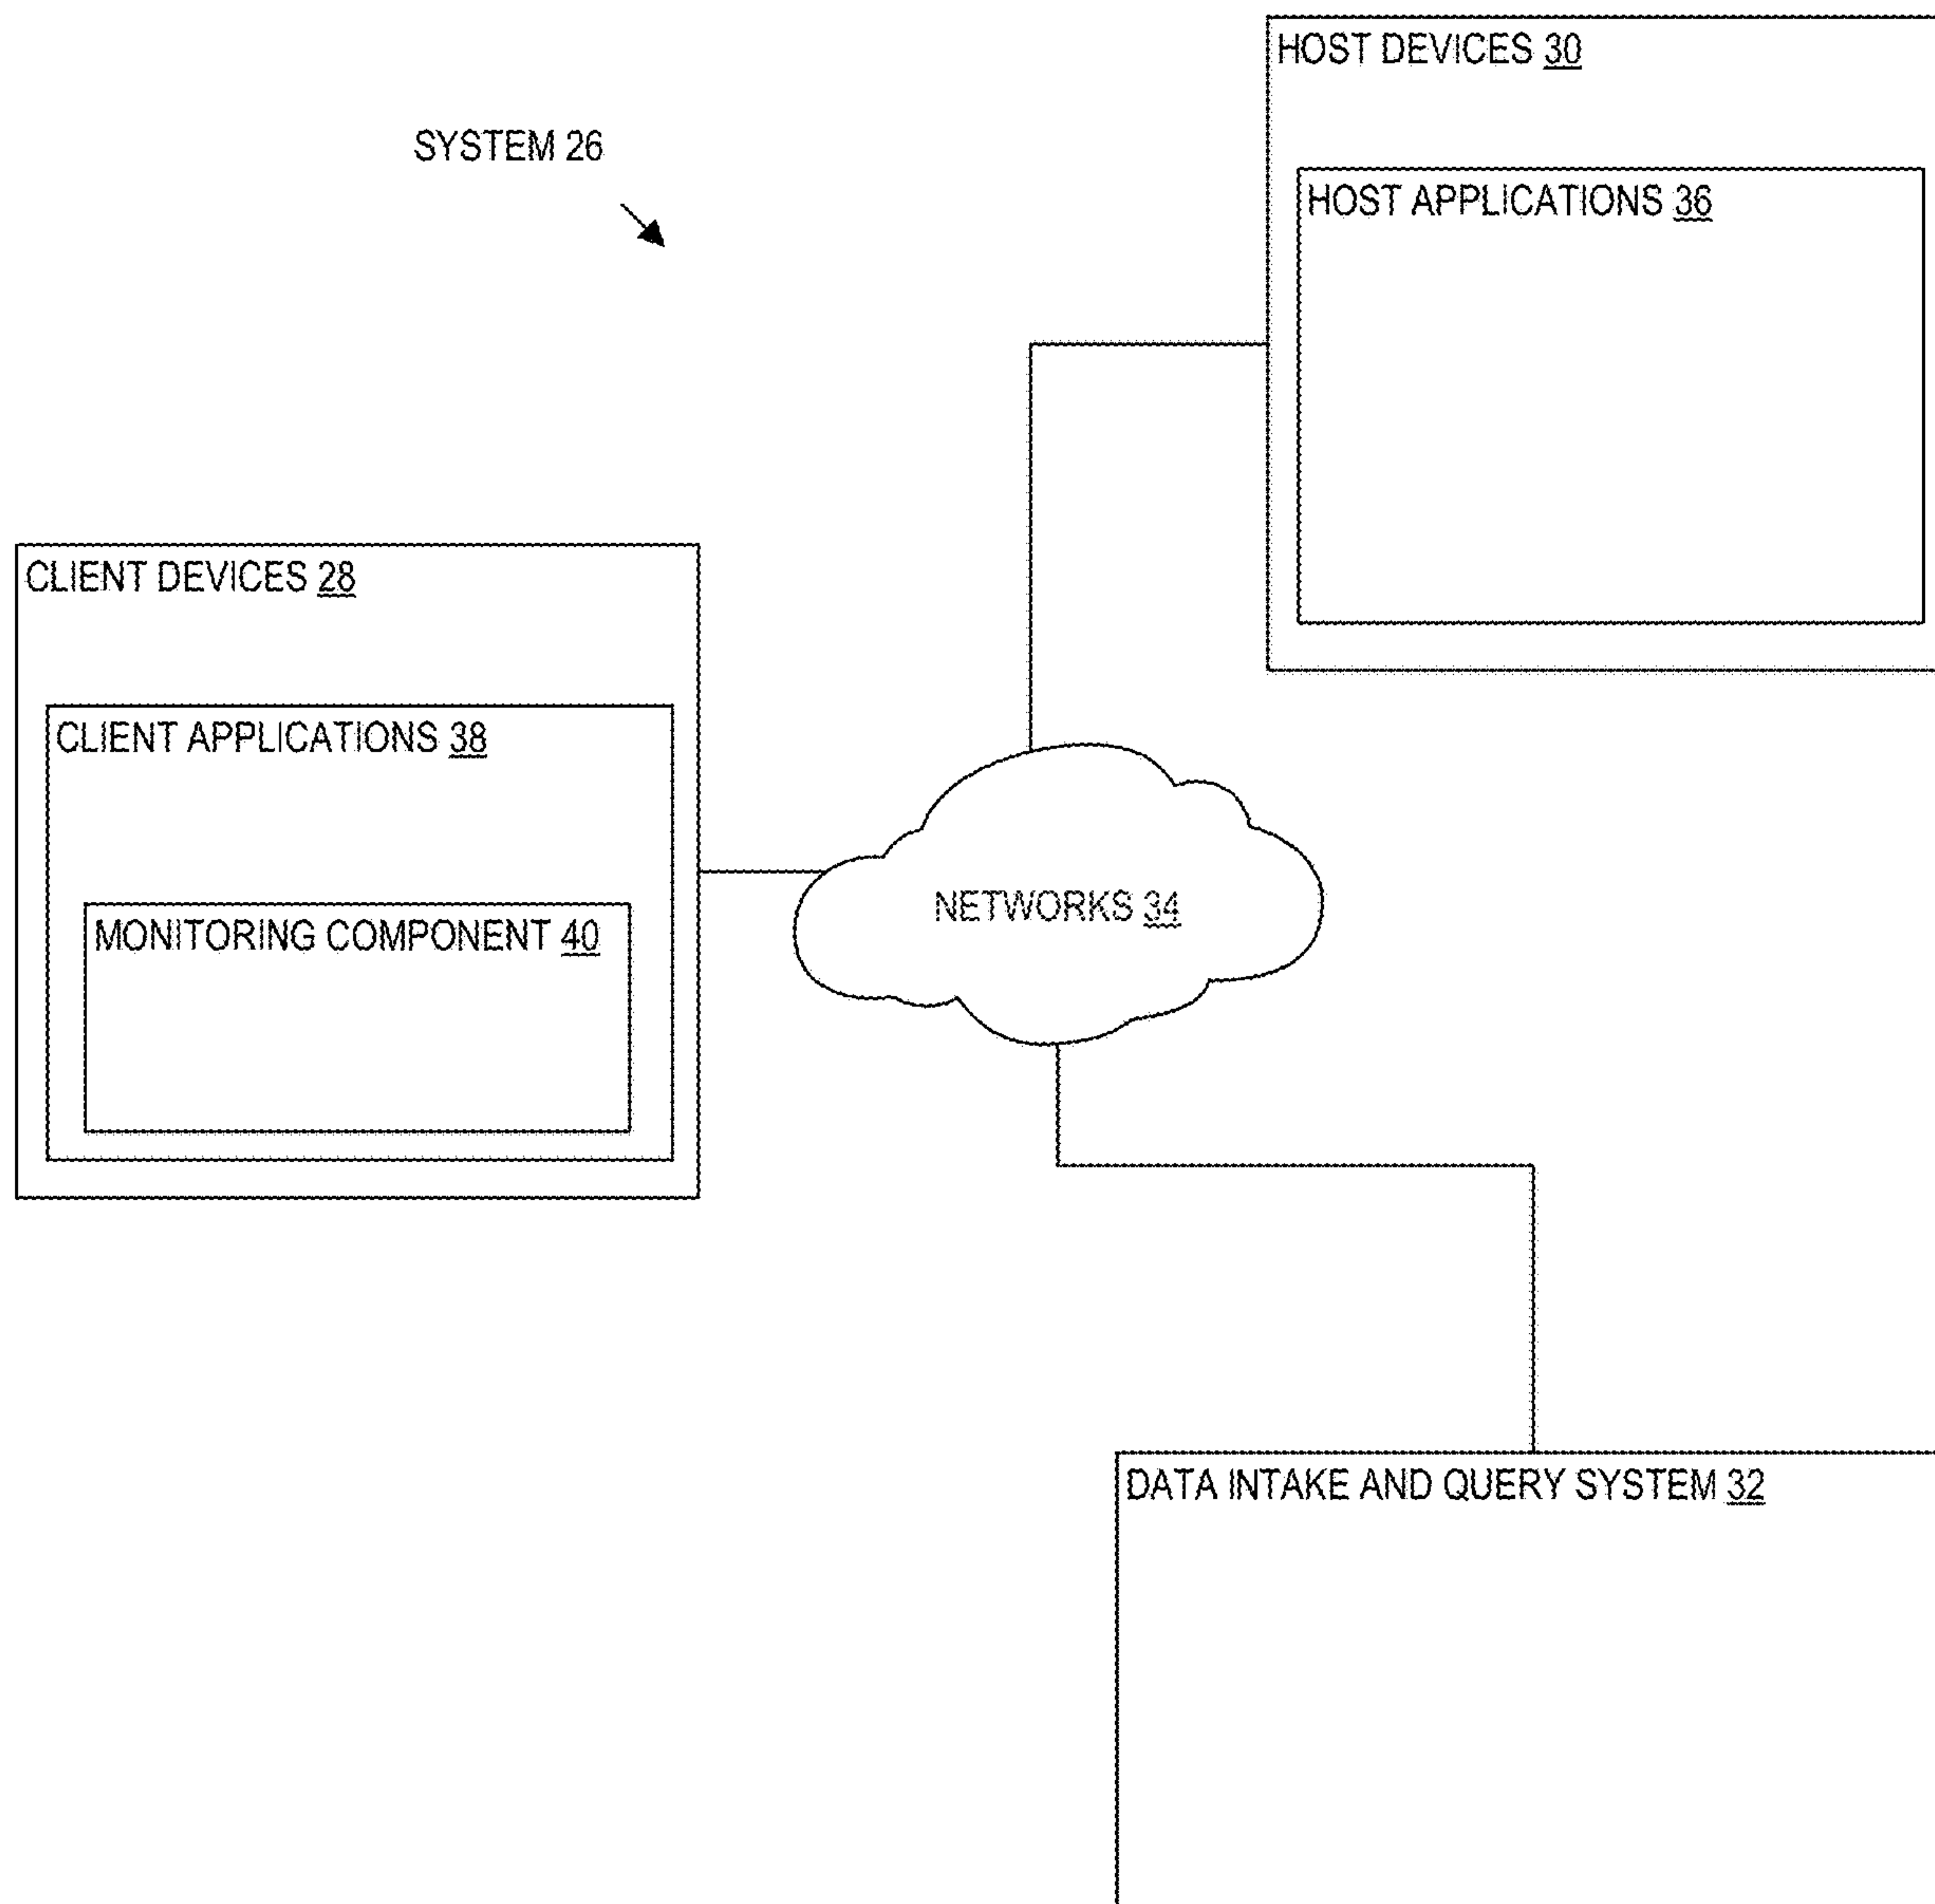 HOST DEVICES 30
SYSTEM 26
HOST APPLICATIONS 36
CLIENT DEVICES 28
CLIENT APPLICATIONS 38
NETWORKS 34
MONITORING COMPONENT 40
DATA INTAKE AND QUERY SYSTEM 32